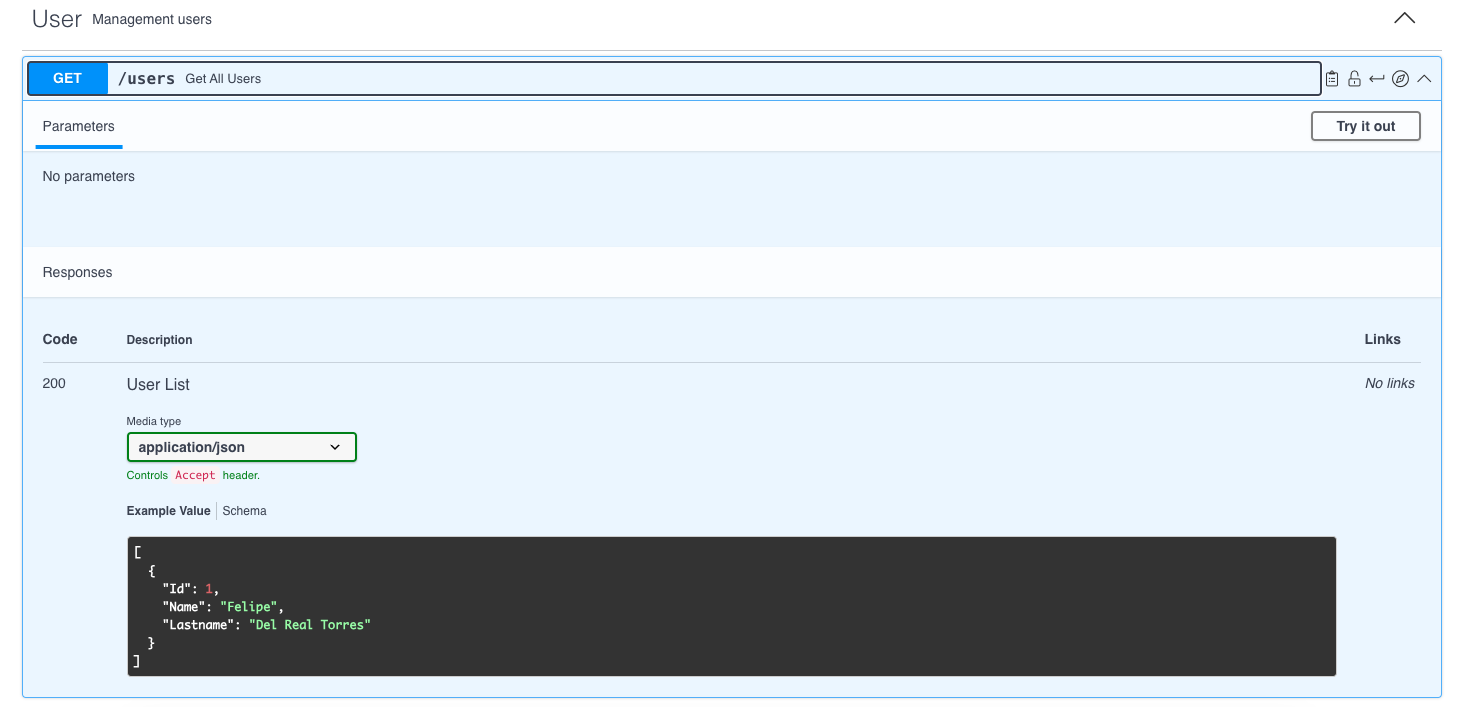 User Management users
GET /users Get All Users
Parameters
Try it out
No parameters
Responses
Code Description Links
200 User List No links
Media type
application/json
Controls Accept header.
Example Value Schema
[
  {
    "Id": 1,
    "Name": "Felipe",
    "Lastname": "Del Real Torres"
  }
]